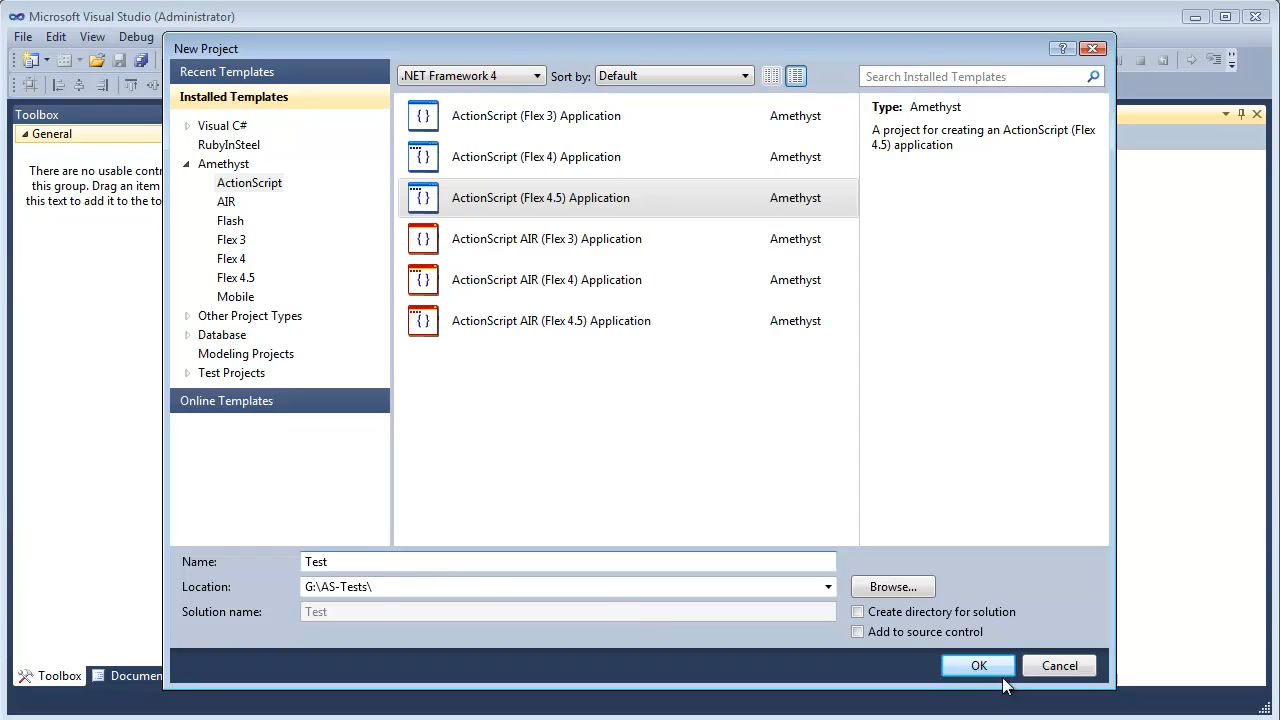 Microsoft Visual Studio (Administrator)
File Edit View Debug
New Project
Recent Templates
.NET Framework 4
Sort by:
Default
Search Installed Templates
Installed Templates
Toolbox
General
There are no usable contr
this group. Drag an item
this text to add it to the to
Visual C#
RubyInSteel
Amethyst
ActionScript
AIR
Flash
Flex 3
Flex 4
Flex 4.5
Mobile
Other Project Types
Database
Modeling Projects
Test Projects
Online Templates
ActionScript (Flex 3) Application Amethyst
ActionScript (Flex 4) Application Amethyst
ActionScript (Flex 4.5) Application Amethyst
ActionScript AIR (Flex 3) Application Amethyst
ActionScript AIR (Flex 4) Application Amethyst
ActionScript AIR (Flex 4.5) Application Amethyst
Type: Amethyst
A project for creating an ActionScript (Flex
4.5) application
Name: Test
Location: G:\AS-Tests\
Browse...
Solution name: Test
Create directory for solution
Add to source control
OK
Cancel
Toolbox
Documen